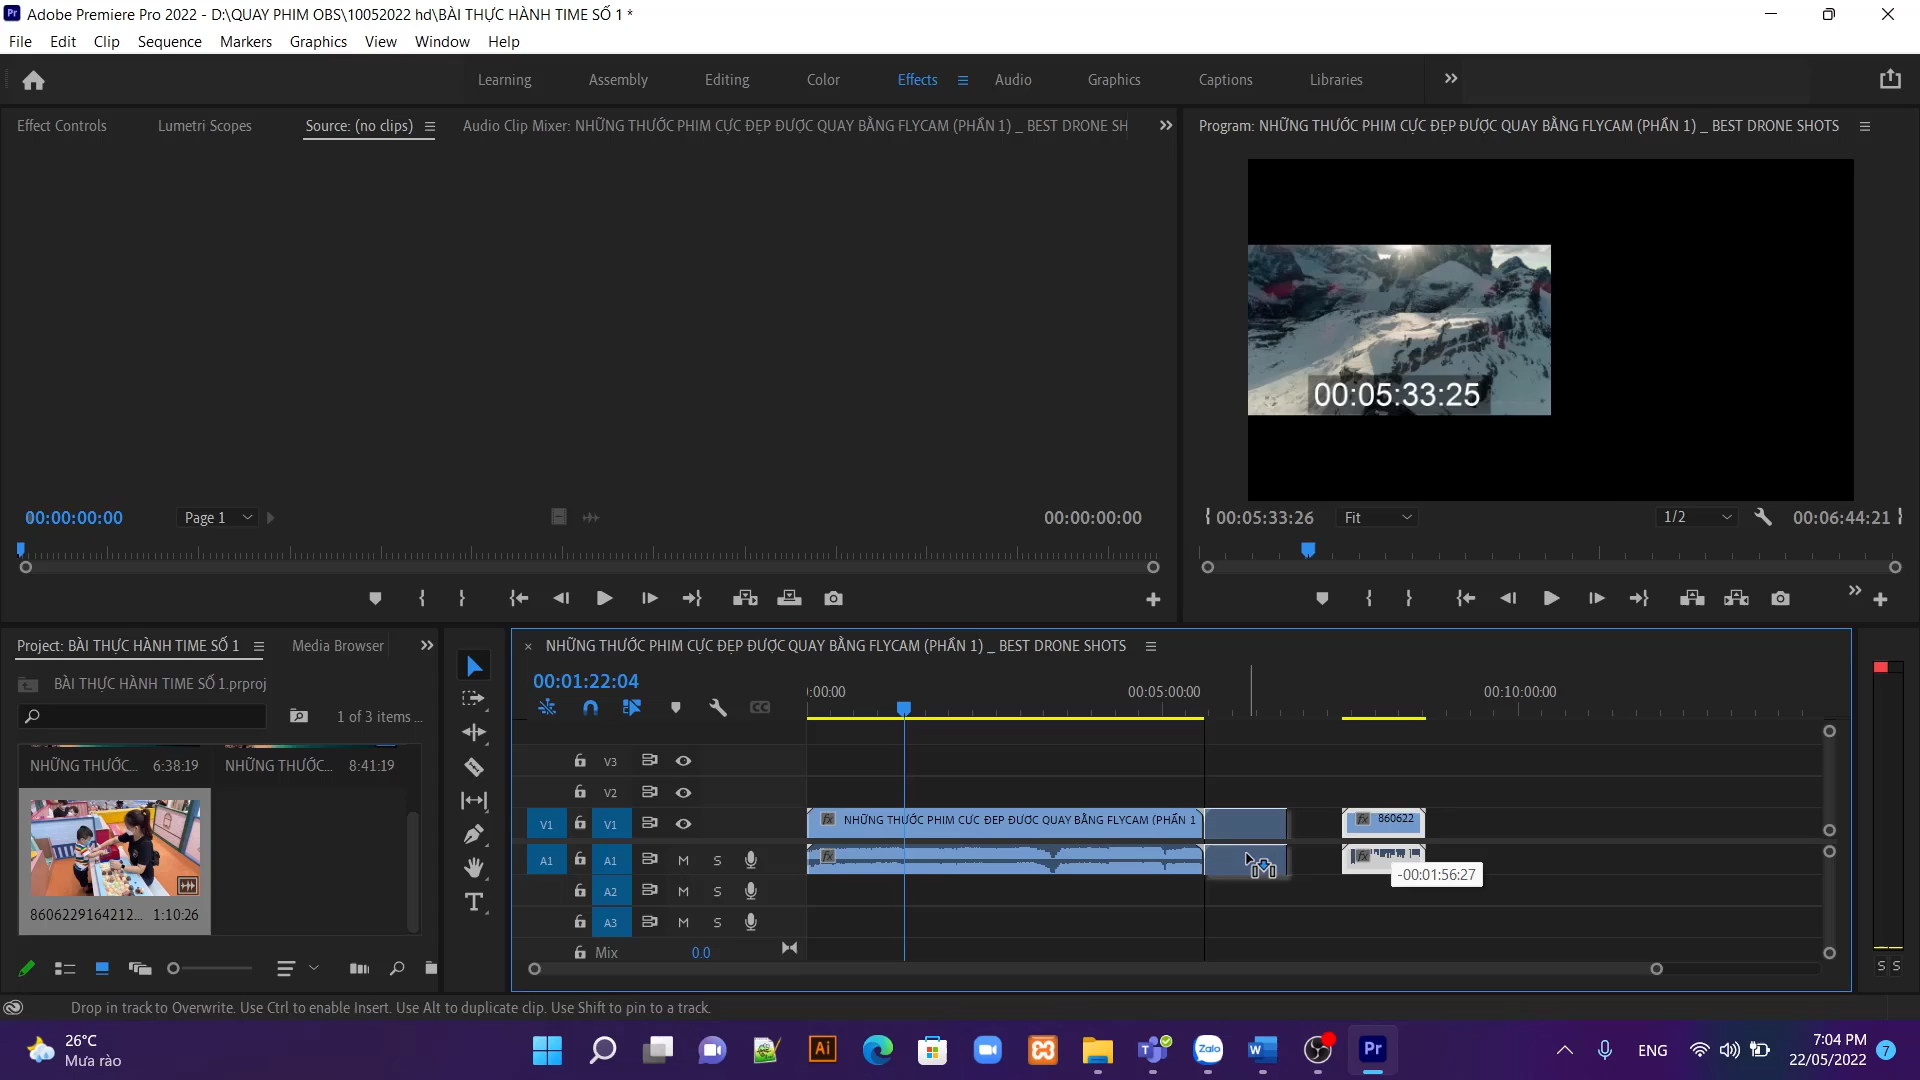 Adobe Premiere Pro 2022 - D:\QUAY PHIM OBS\10052022 hd\BÀI THỰC HÀNH TIME SỐ 1 *
File Edit Clip Sequence Markers Graphics View Window Help
Learning Assembly Editing Color Effects Audio Graphics Captions Libraries
Effect Controls Lumetri Scopes Source: (no clips) Audio Clip Mixer: NHỮNG THƯỚC PHIM CỰC ĐẸP ĐƯỢC QUAY BẰNG FLYCAM (PHẦN 1) _ BEST DRONE SH
Program: NHỮNG THƯỚC PHIM CỰC ĐẸP ĐƯỢC QUAY BẰNG FLYCAM (PHẦN 1) _ BEST DRONE SHOTS
00:05:33:25
00:00:00:00 Page 1 00:00:00:00
00:05:33:26 Fit 1/2 00:06:44:21
Project: BÀI THỰC HÀNH TIME SỐ 1 Media Browser
BÀI THỰC HÀNH TIME SỐ 1.prproj
1 of 3 items ...
NHỮNG THƯỚC... 6:38:19 NHỮNG THƯỚC... 8:41:19
8606229164212... 1:10:26
NHỮNG THƯỚC PHIM CỰC ĐẸP ĐƯỢC QUAY BẰNG FLYCAM (PHẦN 1) _ BEST DRONE SHOTS
00:01:22:04
:00:00 00:05:00:00 00:10:00:00
V3
V2
V1 V1 fx NHỮNG THƯỚC PHIM CỰC ĐẸP ĐƯỢC QUAY BẰNG FLYCAM (PHẦN 1 fx 860622
A1 A1 M S fx fx
-00:01:56:27
A2 M S
A3 M S
Mix 0.0
S S
Drop in track to Overwrite. Use Ctrl to enable Insert. Use Alt to duplicate clip. Use Shift to pin to a track.
26°C
Mưa rào
Ai
Zalo
W
Pr
ENG
7:04 PM
22/05/2022
7